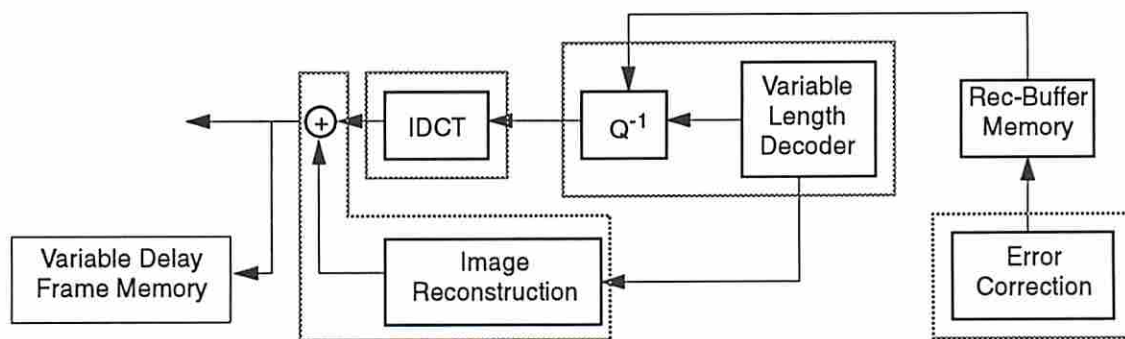 Variable
Length
Decoder
Rec-Buffer
Memory
+
IDCT
Q⁻¹
Variable Delay
Frame Memory
Image
Reconstruction
Error
Correction